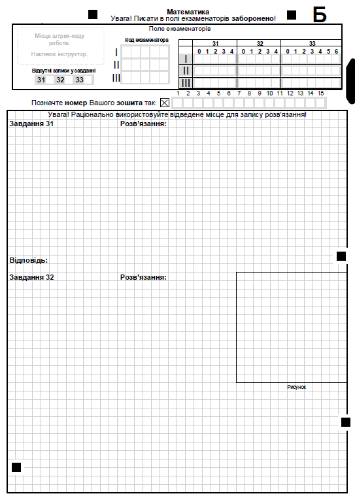 Математика
Увага! Писати в полі екзаменаторів заборонено!
Б
Поле екзаменаторів
Місце штрих-коду роботи.
Наклеює інструктор.
Код екзаменатора
Відсутні записи у завданні
31 32 33
I
II
III
31 32 33
0 1 2 3 4 0 1 2 3 4 0 1 2 3 4 5 6
I
II
III
1 2 3 4 5 6 7 8 9 10 11 12 13 14 15
Позначте номер Вашого зошита так
Увага! Раціонально використовуйте відведене місце для запису розв'язання!
Завдання 31 Розв'язання:
Відповідь:
Завдання 32 Розв'язання:
Рисунок